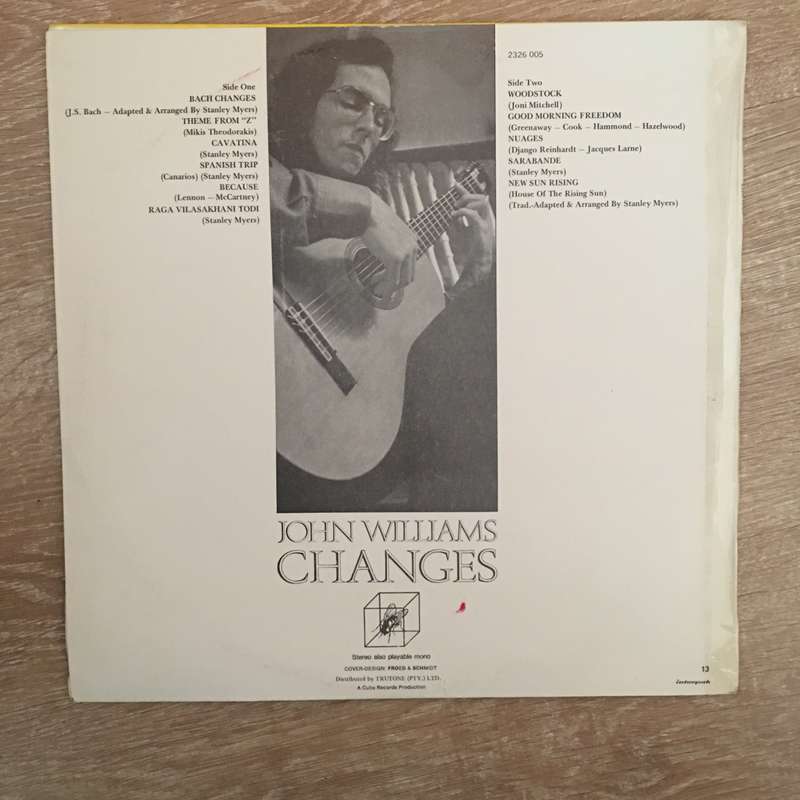 Side One
BACH CHANGES
(J.S. Bach — Adapted & Arranged By Stanley Myers)
THEME FROM "Z"
(Mikis Theodorakis)
CAVATINA
(Stanley Myers)
SPANISH TRIP
(Canarios) (Stanley Myers)
BECAUSE
(Lennon — McCartney)
RAGA VILASAKHANI TODI
(Stanley Myers)
2326 005
Side Two
WOODSTOCK
(Joni Mitchell)
GOOD MORNING FREEDOM
(Greenaway — Cook — Hammond — Hazelwood)
NUAGES
(Django Reinhardt — Jacques Larne)
SARABANDE
(Stanley Myers)
NEW SUN RISING
(House Of The Rising Sun)
(Trad.-Adapted & Arranged By Stanley Myers)
JOHN WILLIAMS
CHANGES
Stereo also playable mono
COVER-DESIGN: FROEB & SCHMIDT
Distributed by TRUTONE (PTY.) LTD.
A Cube Records Production
13